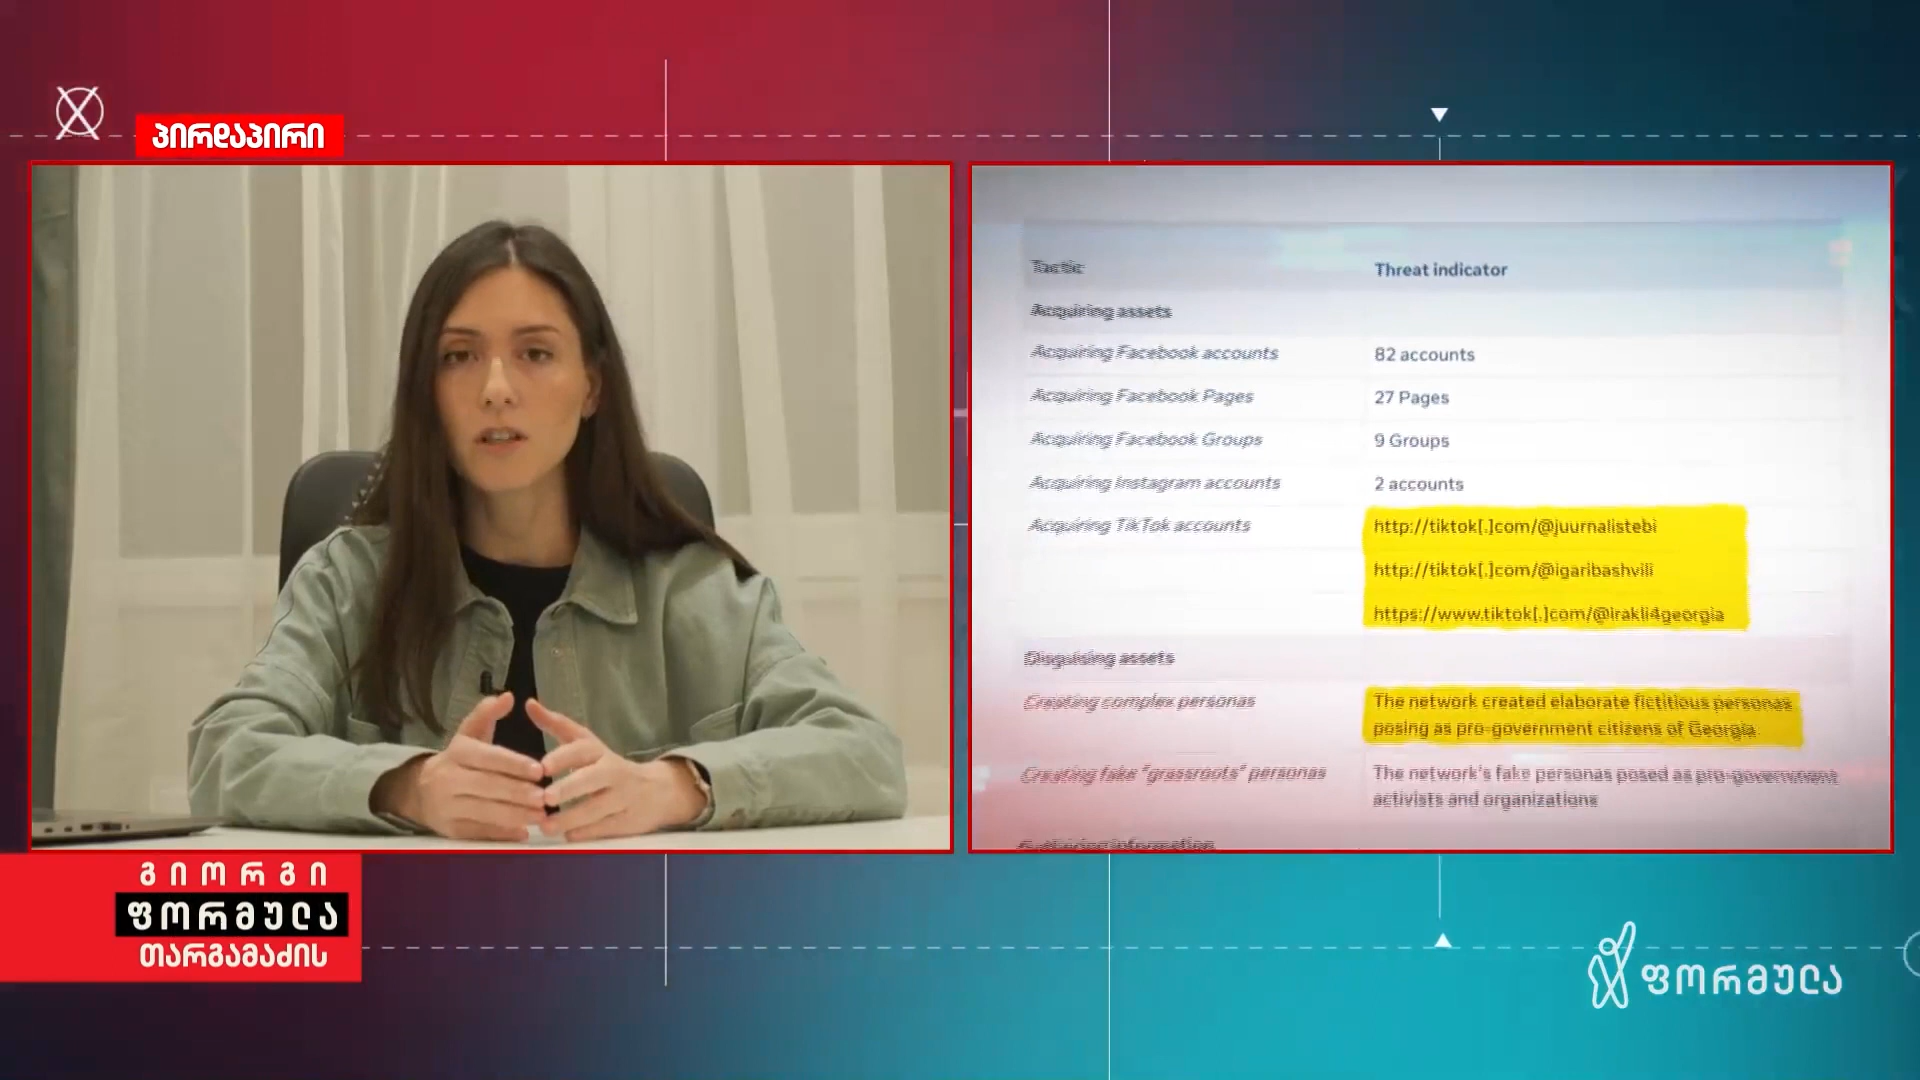 პირდაპირი
Tactic
Threat indicator
Acquiring assets
Acquiring Facebook accounts
82 accounts
Acquiring Facebook Pages
27 Pages
Acquiring Facebook Groups
9 Groups
Acquiring Instagram accounts
2 accounts
Acquiring TikTok accounts
http://tiktok[.]com/@juurnalistebi
http://tiktok[.]com/@igaribashvili
https://www.tiktok[.]com/@irakli4georgia
Disguising assets
Creating complex personas
The network created elaborate fictitious personas
posing as pro-government citizens of Georgia.
Creating fake "grassroots" personas
The network's fake personas posed as pro-government
activists and organizations
Gathering information
გიორგი
ფორმულა
თარგამაძის
ფორმულა